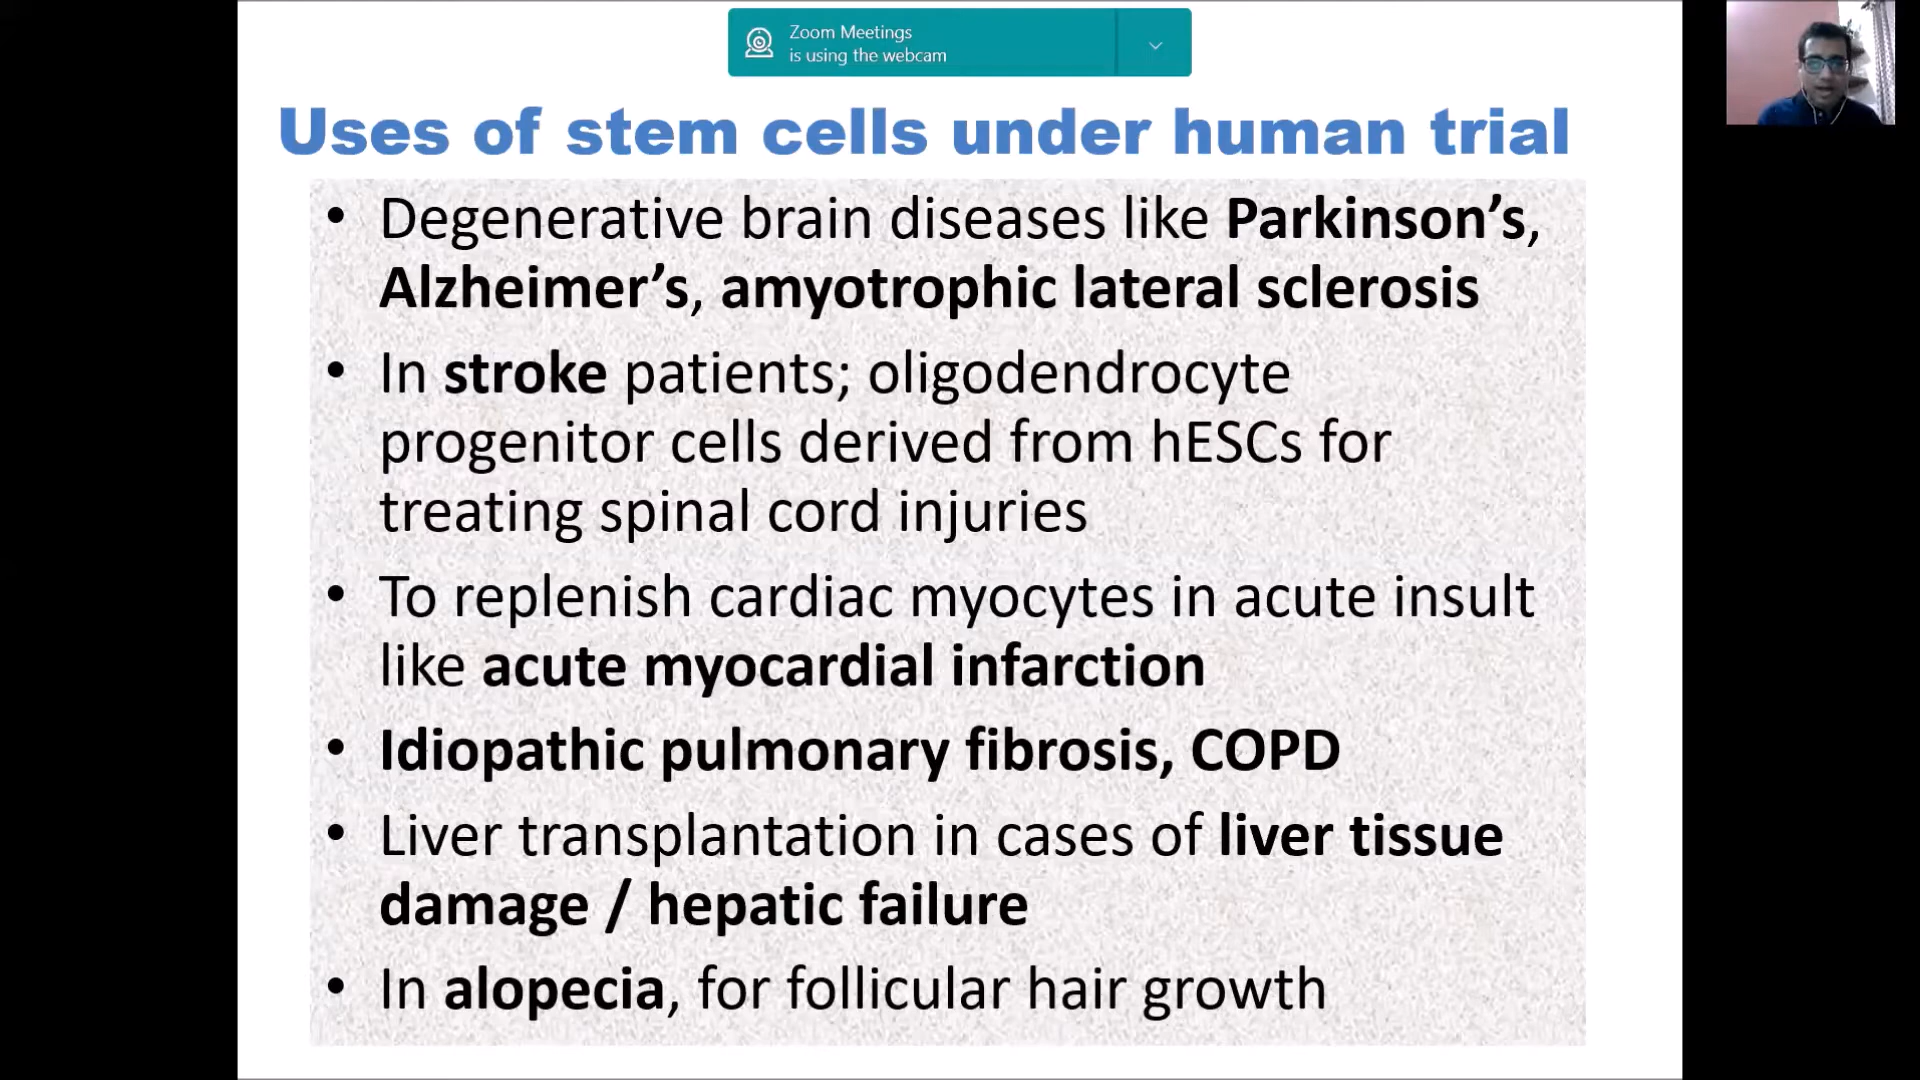 Zoom Meetings
is using the webcam
Uses of stem cells under human trial
• Degenerative brain diseases like Parkinson’s,
Alzheimer’s, amyotrophic lateral sclerosis
• In stroke patients; oligodendrocyte
progenitor cells derived from hESCs for
treating spinal cord injuries
• To replenish cardiac myocytes in acute insult
like acute myocardial infarction
• Idiopathic pulmonary fibrosis, COPD
• Liver transplantation in cases of liver tissue
damage / hepatic failure
• In alopecia, for follicular hair growth